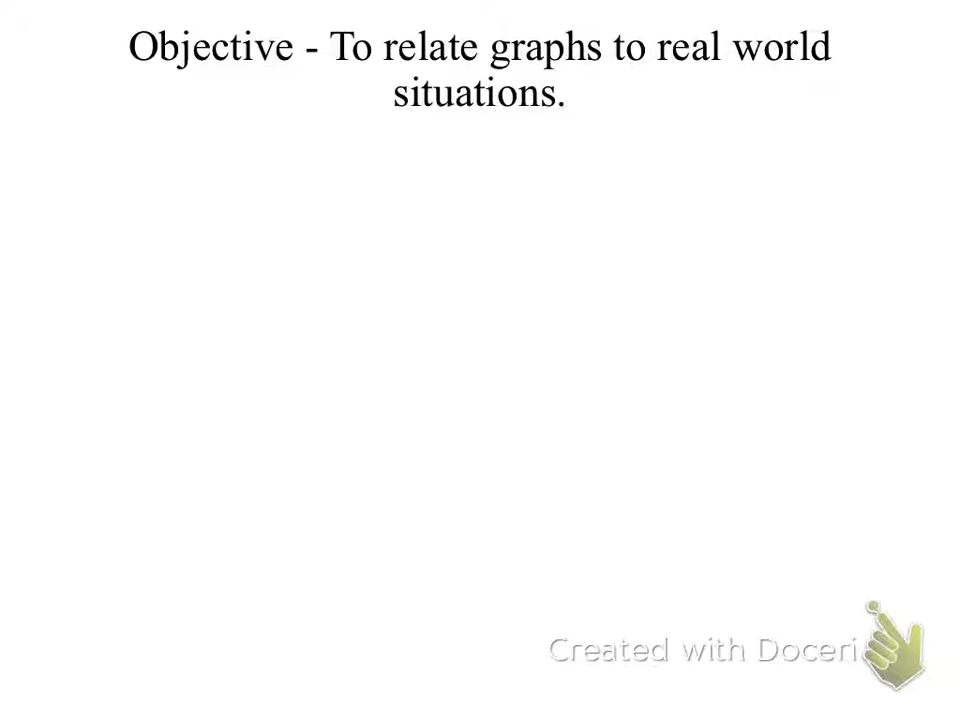 Objective - To relate graphs to real world
situations.
Created with Doceri